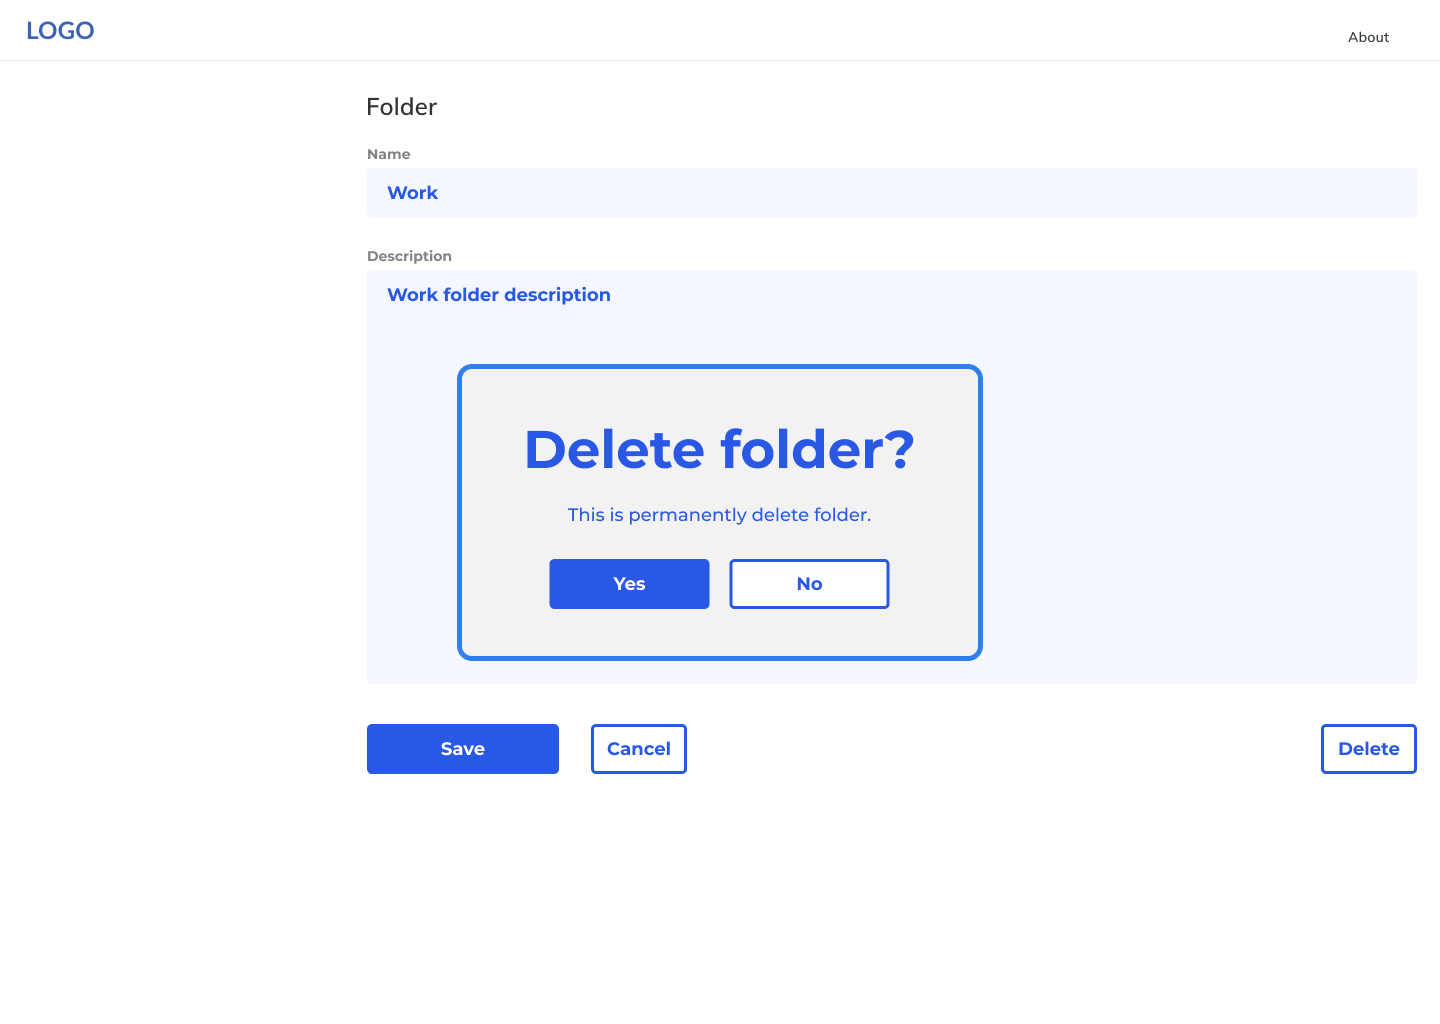 LOGO
About
Folder
Name
Work
Description
Work folder description
Delete folder?
This is permanently delete folder.
Yes
No
Save
Cancel
Delete